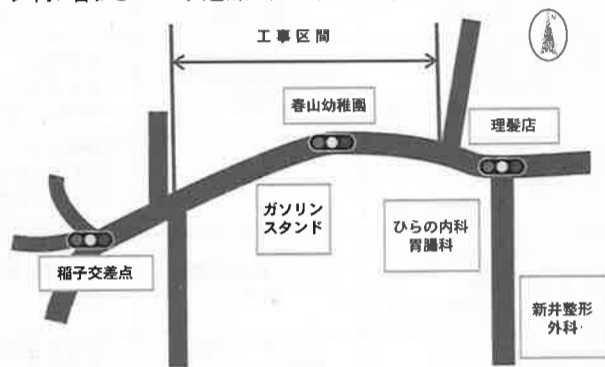 工事区間
N
春山幼稚園
理髪店
ガソリン
スタンド
ひらの内科
胃腸科
稲子交差点
新井整形
外科